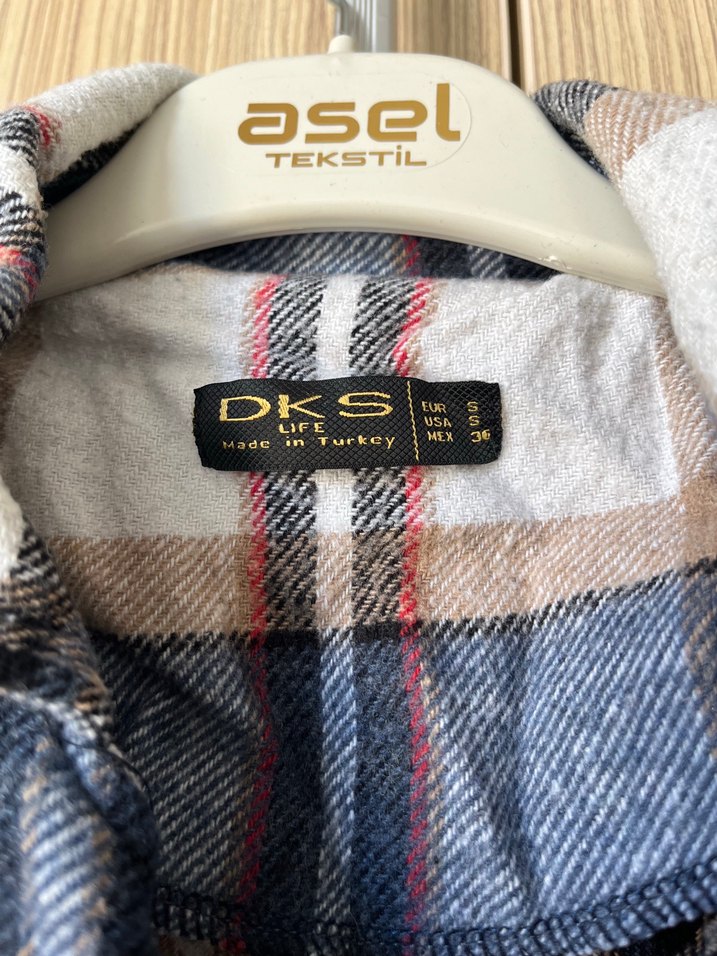 asel
TEKSTİL
DKS
LIFE
Made in Turkey
EUR S
USA S
MEX 36